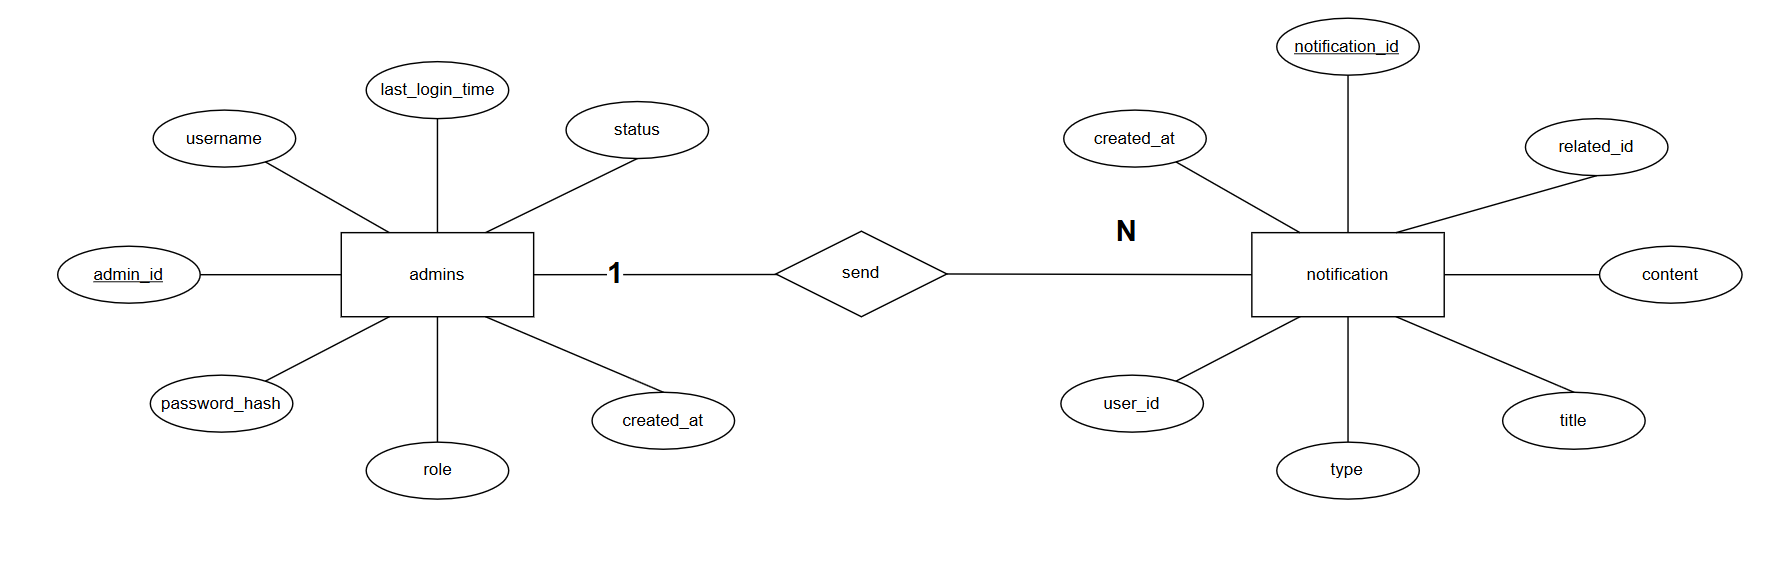 notification_id
last_login_time
status
username
created_at
related_id
N
admin_id
admins
1
send
notification
content
password_hash
created_at
user_id
title
role
type